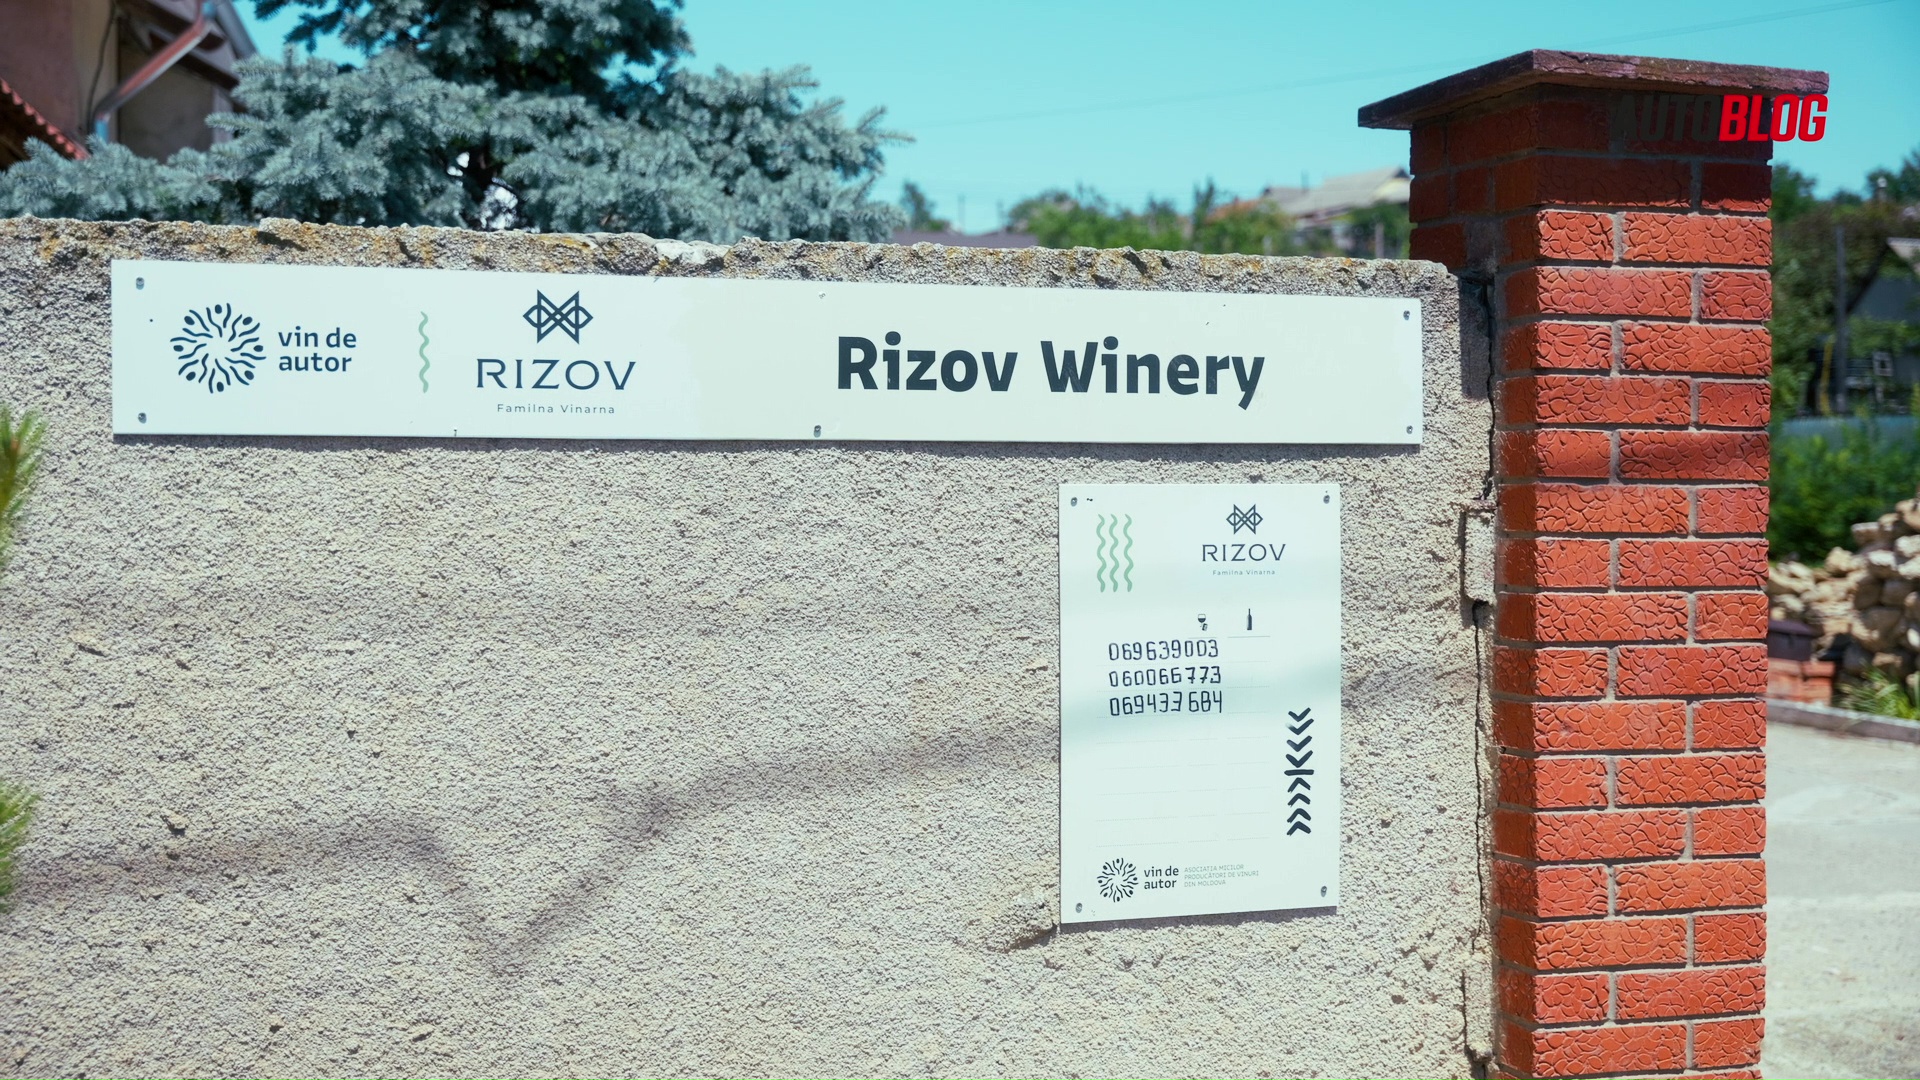 AUTOBLOG
vin de
autor
RIZOV
Familna Vinarna
Rizov Winery
RIZOV
Familna Vinarna
069639003
060066773
069433684
vin de
autor
ASOCIAȚIA MICILOR
PRODUCĂTORI DE VINURI
DIN MOLDOVA